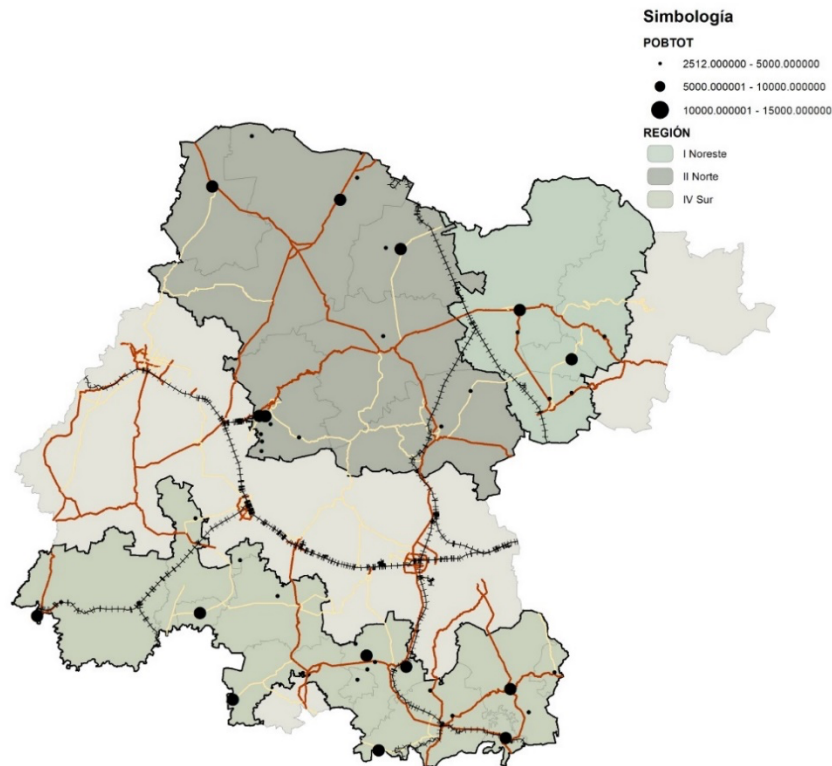 Simbología
POBTOT
2512.000000 - 5000.000000
5000.000001 - 10000.000000
10000.000001 - 15000.000000
REGIÓN
I Noreste
II Norte
IV Sur